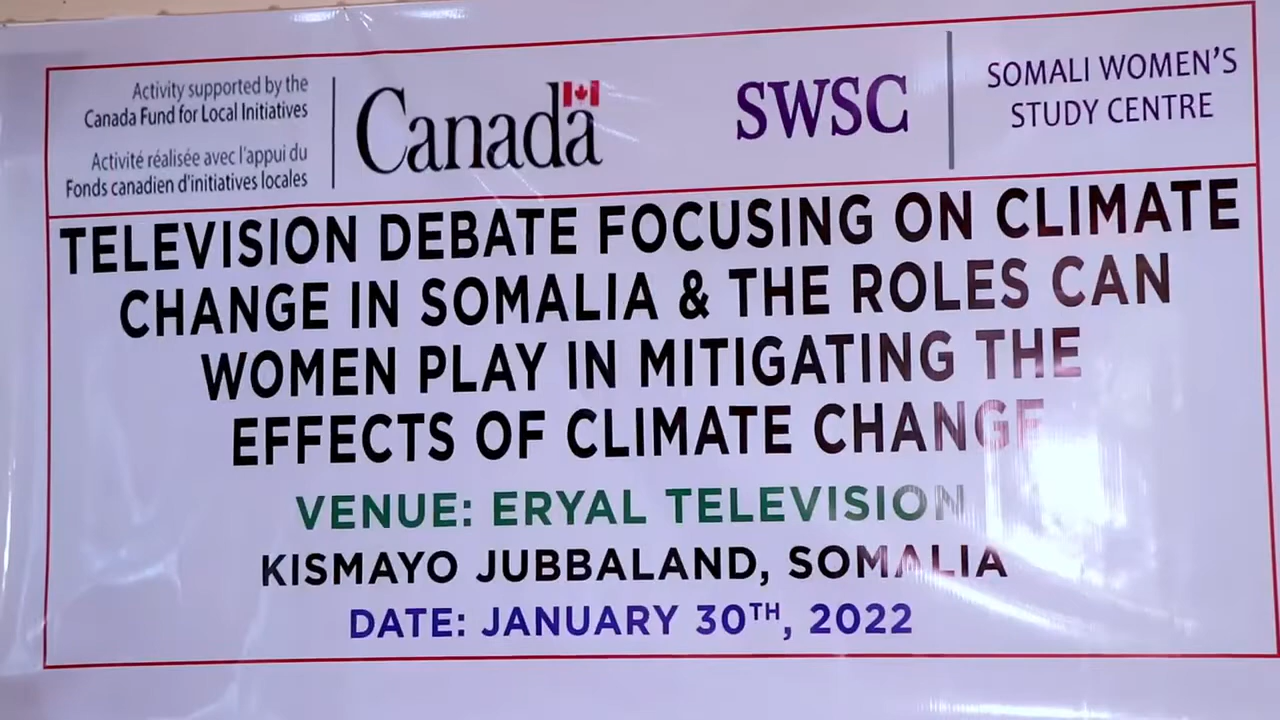 Activity supported by the
Canada Fund for Local Initiatives
Activité réalisée avec l'appui du
Fonds canadien d'initiatives locales
Canada
SWSC
SOMALI WOMEN'S
STUDY CENTRE
TELEVISION DEBATE FOCUSING ON CLIMATE
CHANGE IN SOMALIA & THE ROLES CAN
WOMEN PLAY IN MITIGATING THE
EFFECTS OF CLIMATE CHANGE
VENUE: ERYAL TELEVISION
KISMAYO JUBBALAND, SOMALIA
DATE: JANUARY 30TH, 2022